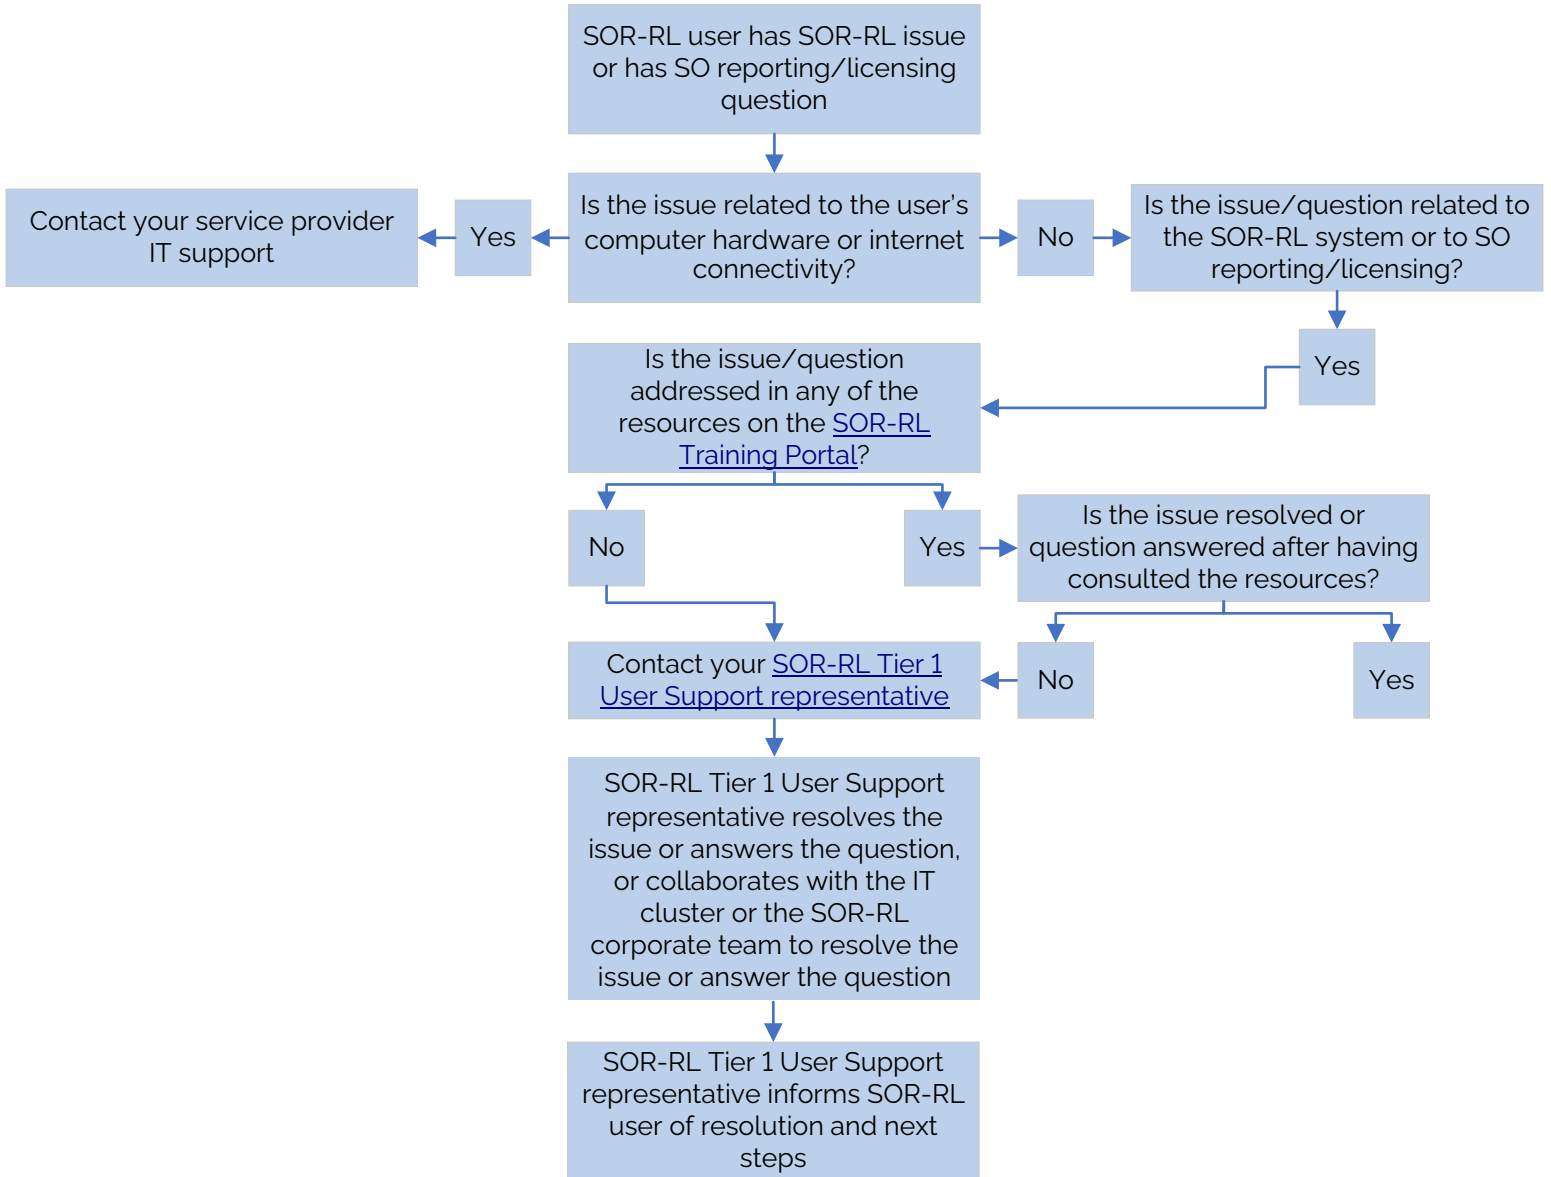 SOR-RL user has SOR-RL issue
or has SO reporting/licensing
question
Contact your service provider
IT support
Yes
Is the issue related to the user’s
computer hardware or internet
connectivity?
No
Is the issue/question related to
the SOR-RL system or to SO
reporting/licensing?
Yes
Is the issue/question
addressed in any of the
resources on the SOR-RL
Training Portal?
No
Yes
Is the issue resolved or
question answered after having
consulted the resources?
Contact your SOR-RL Tier 1
User Support representative
No
Yes
SOR-RL Tier 1 User Support
representative resolves the
issue or answers the question,
or collaborates with the IT
cluster or the SOR-RL
corporate team to resolve the
issue or answer the question
SOR-RL Tier 1 User Support
representative informs SOR-RL
user of resolution and next
steps